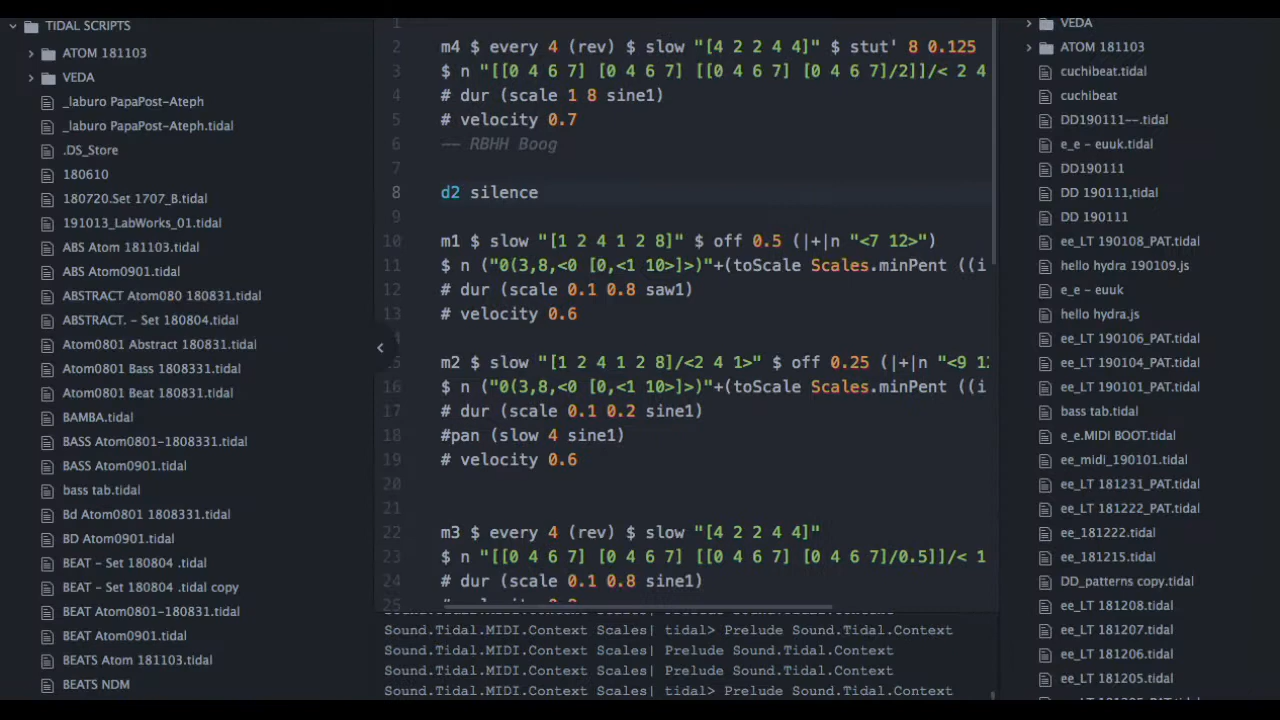 TIDAL SCRIPTS
ATOM 181103
VEDA
_laburo PapaPost-Ateph
_laburo PapaPost-Ateph.tidal
.DS_Store
180610
180720.Set 1707_B.tidal
191013_LabWorks_01.tidal
ABS Atom 181103.tidal
ABS Atom0901.tidal
ABSTRACT Atom080 180831.tidal
ABSTRACT. - Set 180804.tidal
Atom0801 Abstract 180831.tidal
Atom0801 Bass 1808331.tidal
Atom0801 Beat 180831.tidal
BAMBA.tidal
BASS Atom0801-1808331.tidal
BASS Atom0901.tidal
bass tab.tidal
Bd Atom0801 1808331.tidal
BD Atom0901.tidal
BEAT - Set 180804 .tidal
BEAT - Set 180804 .tidal copy
BEAT Atom0801-180831.tidal
BEAT Atom0901.tidal
BEATS Atom 181103.tidal
BEATS NDM
1
2 m4 $ every 4 (rev) $ slow "[4 2 2 4 4]" $ stut' 8 0.125
3 $ n "[[0 4 6 7] [0 4 6 7] [[0 4 6 7] [0 4 6 7]/2]]/< 2 4
4 # dur (scale 1 8 sine1)
5 # velocity 0.7
6 -- RBHH Boog
7
8 d2 silence
9
10 m1 $ slow "[1 2 4 1 2 8]" $ off 0.5 (|+|n "<7 12>")
11 $ n ("0(3,8,<0 [0,<1 10>]>)"+(toScale Scales.minPent ((i
12 # dur (scale 0.1 0.8 saw1)
13 # velocity 0.6
14
15 m2 $ slow "[1 2 4 1 2 8]/<2 4 1>" $ off 0.25 (|+|n "<9 12
16 $ n ("0(3,8,<0 [0,<1 10>]>)"+(toScale Scales.minPent ((i
17 # dur (scale 0.1 0.2 sine1)
18 #pan (slow 4 sine1)
19 # velocity 0.6
20
21
22 m3 $ every 4 (rev) $ slow "[4 2 2 4 4]"
23 $ n "[[0 4 6 7] [0 4 6 7] [[0 4 6 7] [0 4 6 7]/0.5]]/< 1
24 # dur (scale 0.1 0.8 sine1)
25
Sound.Tidal.MIDI.Context Scales| tidal> Prelude Sound.Tidal.Context
Sound.Tidal.MIDI.Context Scales| Prelude Sound.Tidal.Context
Sound.Tidal.MIDI.Context Scales| Prelude Sound.Tidal.Context
Sound.Tidal.MIDI.Context Scales| tidal> Prelude Sound.Tidal.Context
VEDA
ATOM 181103
cuchibeat.tidal
cuchibeat
DD190111--.tidal
e_e - euuk.tidal
DD190111
DD 190111,tidal
DD 190111
ee_LT 190108_PAT.tidal
hello hydra 190109.js
e_e - euuk
hello hydra.js
ee_LT 190106_PAT.tidal
ee_LT 190104_PAT.tidal
ee_LT 190101_PAT.tidal
bass tab.tidal
e_e.MIDI BOOT.tidal
ee_midi_190101.tidal
ee_LT 181231_PAT.tidal
ee_LT 181222_PAT.tidal
ee_181222.tidal
ee_181215.tidal
DD_patterns copy.tidal
ee_LT 181208.tidal
ee_LT 181207.tidal
ee_LT 181206.tidal
ee_LT 181205.tidal